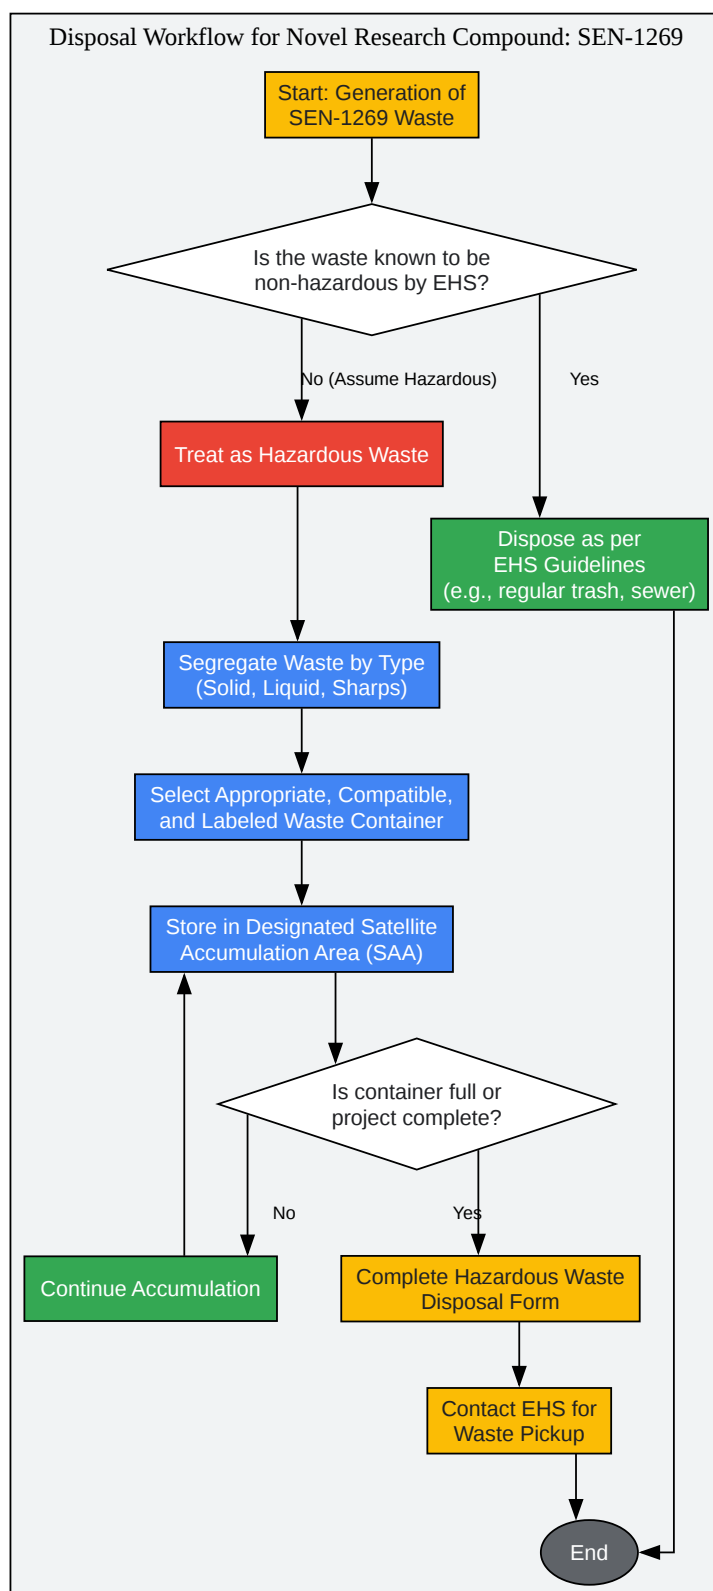 Disposal Workflow for Novel Research Compound: SEN-1269
Start: Generation of
SEN-1269 Waste
Is the waste known to be
non-hazardous by EHS?
No (Assume Hazardous)
Yes
Treat as Hazardous Waste
Dispose as per
EHS Guidelines
(e.g., regular trash, sewer)
Segregate Waste by Type
(Solid, Liquid, Sharps)
Select Appropriate, Compatible,
and Labeled Waste Container
Store in Designated Satellite
Accumulation Area (SAA)
Is container full or
project complete?
No
Yes
Continue Accumulation
Complete Hazardous Waste
Disposal Form
Contact EHS for
Waste Pickup
End